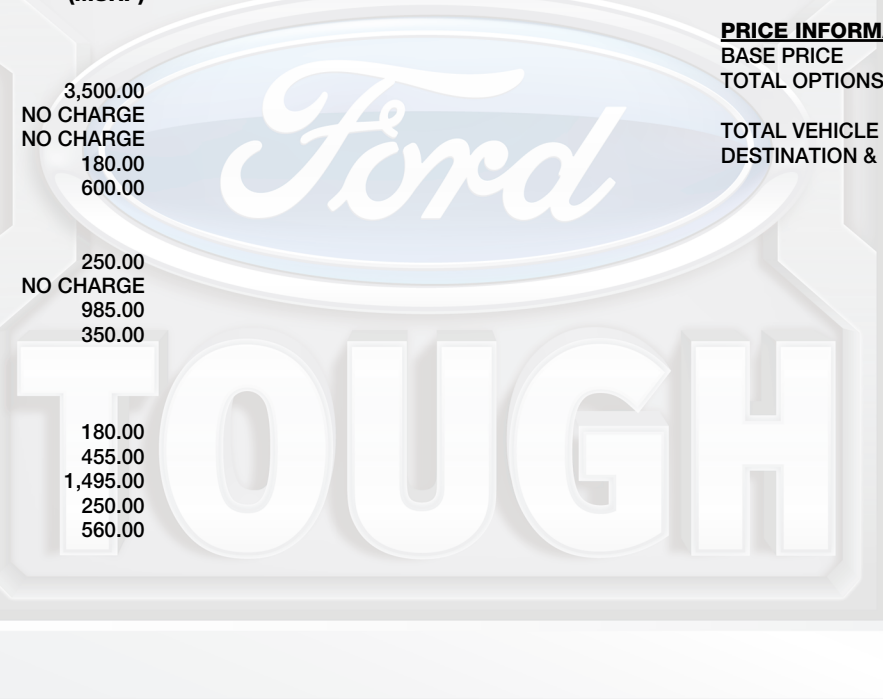 3,500.00
NO CHARGE
NO CHARGE
180.00
600.00
250.00
NO CHARGE
985.00
350.00
180.00
455.00
1,495.00
250.00
560.00
PRICE INFORMA
BASE PRICE
TOTAL OPTIONS
TOTAL VEHICLE
DESTINATION &
Ford
TOUGH